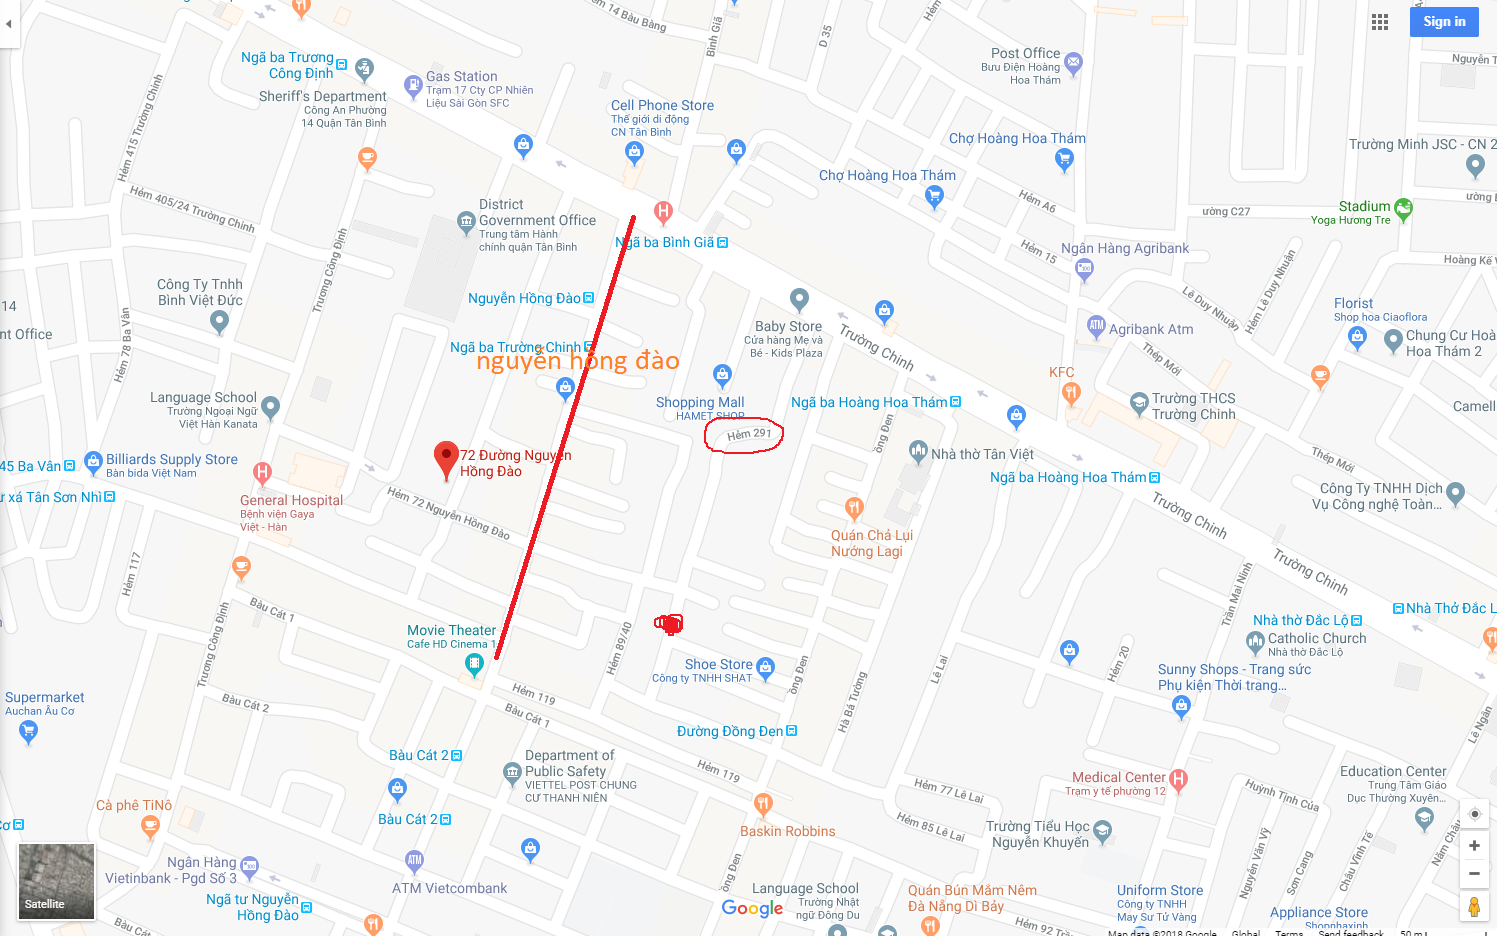 Hẻm 14 Bàu Bàng
Bình Giã
D 35
Sign in
Ngã ba Trương
Công Định
Gas Station
Trạm 17 Cty CP Nhiên
Liệu Sài Gòn SFC
Post Office
Bưu Điện Hoàng
Hoa Thám
Nguyễn T
Sheriff's Department
Công An Phường
14 Quận Tân Bình
Cell Phone Store
Thế giới di động
CN Tân Bình
Hẻm 415 Trường Chinh
Chợ Hoàng Hoa Thám
Trường Minh JSC - CN 2
Chợ Hoàng Hoa Thám
Hẻm 405/24 Trường Chinh
Hẻm A6
ường C27
Stadium
Yoga Hương Tre
ường B
District
Government Office
Trung tâm Hành
chính quận Tân Bình
Ngã ba Bình Giã
Hẻm 15
Ngân Hàng Agribank
Hoàng Kế V
Trương Công Định
Công Ty Tnhh
Bình Việt Đức
Nguyễn Hồng Đào
Lê Duy Nhuận
Hẻm Lê Duy Nhuận
14
nt Office
Hẻm 78 Ba Vân
Baby Store
Cửa hàng Mẹ và
Bé - Kids Plaza
Trường Chinh
ATM
Agribank Atm
Florist
Shop hoa Ciaoflora
Chung Cư Hoà
Hoa Thám 2
Ngã ba Trường Chinh
nguyễn hồng đào
Thép Mới
KFC
Language School
Trường Ngoại Ngữ
Việt Hàn Kanata
Shopping Mall
HAMET SHOP
Ngã ba Hoàng Hoa Thám
Trường THCS
Trường Chinh
Camell
Hẻm 291
ông Đen
45 Ba Vân
Billiards Supply Store
Bàn bida Việt Nam
72 Đường Nguyễn
Hồng Đào
Nhà thờ Tân Việt
Thép Mới
Ngã ba Hoàng Hoa Thám
ư xá Tân Sơn Nhì
General Hospital
Bệnh viện Gaya
Việt - Hàn
Hẻm 72 Nguyễn Hồng Đào
Trường Chinh
Công Ty TNHH Dịch
Vụ Công nghệ Toàn...
Quán Chả Lụi
Nướng Lagi
Hẻm 117
Trường Chinh
Bàu Cát 1
Trần Mai Ninh
Trương Công Định
Movie Theater
Cafe HD Cinema 1
Hẻm 89/40
Nhà thờ Đắc Lộ
Nhà Thờ Đắc L
Catholic Church
Nhà thờ Đắc Lộ
Shoe Store
Công ty TNHH SHAT
ông Đen
Hà Bá Tường
Lê Lai
Hẻm 20
Sunny Shops - Trang sức
Phụ kiện Thời trang...
Supermarket
Auchan Âu Cơ
Bàu Cát 2
Hẻm 119
Bàu Cát 1
Đường Đồng Đen
Lê Ngân
Bàu Cát 2
Department of
Public Safety
VIETTEL POST CHUNG
CƯ THANH NIÊN
Hẻm 119
Hẻm 77 Lê Lai
Medical Center
Trạm y tế phường 12
Huỳnh Tịnh Của
Education Center
Trung Tâm Giáo
Dục Thường Xuyên...
Cà phê TiNô
Cơ
Bàu Cát 2
Baskin Robbins
Hẻm 85 Lê Lai
Trường Tiểu Học
Nguyễn Khuyến
Nguyễn Văn Vỹ
Sơn Cang
Châu Vĩnh Tế
Năm Châu
Ngân Hàng
Vietinbank - Pgd Số 3
ATM
ATM Vietcombank
ông Đen
Language School
Trường Nhật
ngữ Đông Du
Quán Bún Mắm Nêm
Đà Nẵng Dì Bảy
Uniform Store
Công ty TNHH
May Sư Tử Vàng
Appliance Store
Shopphaxinh
Satellite
Ngã tư Nguyễn
Hồng Đào
Google
Map data ©2018 Google
Global
Terms
Send feedback
50 m